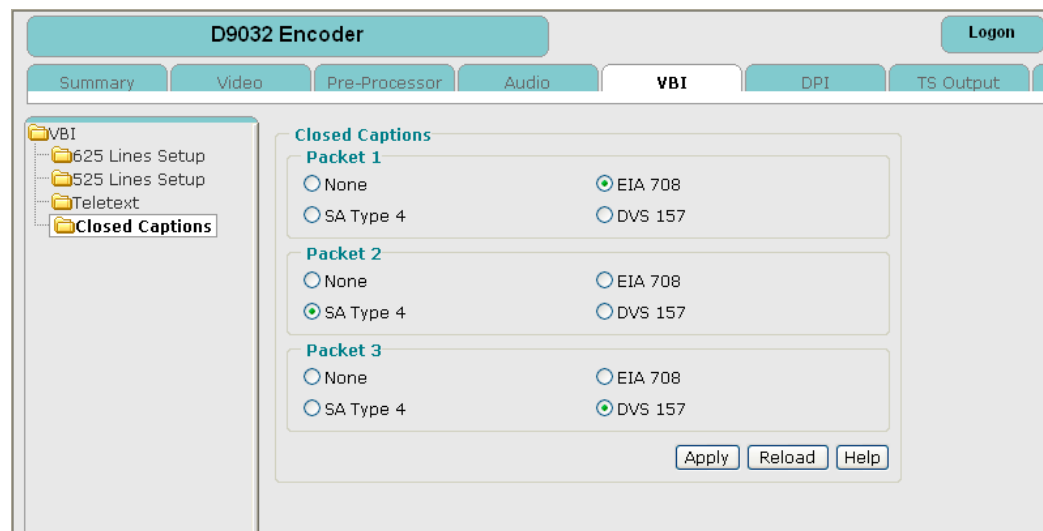 D9032 Encoder
Logon
Summary Video Pre-Processor Audio VBI DPI TS Output
VBI
625 Lines Setup
525 Lines Setup
Teletext
Closed Captions
Closed Captions
Packet 1
None EIA 708
SA Type 4 DVS 157
Packet 2
None EIA 708
SA Type 4 DVS 157
Packet 3
None EIA 708
SA Type 4 DVS 157
Apply Reload Help